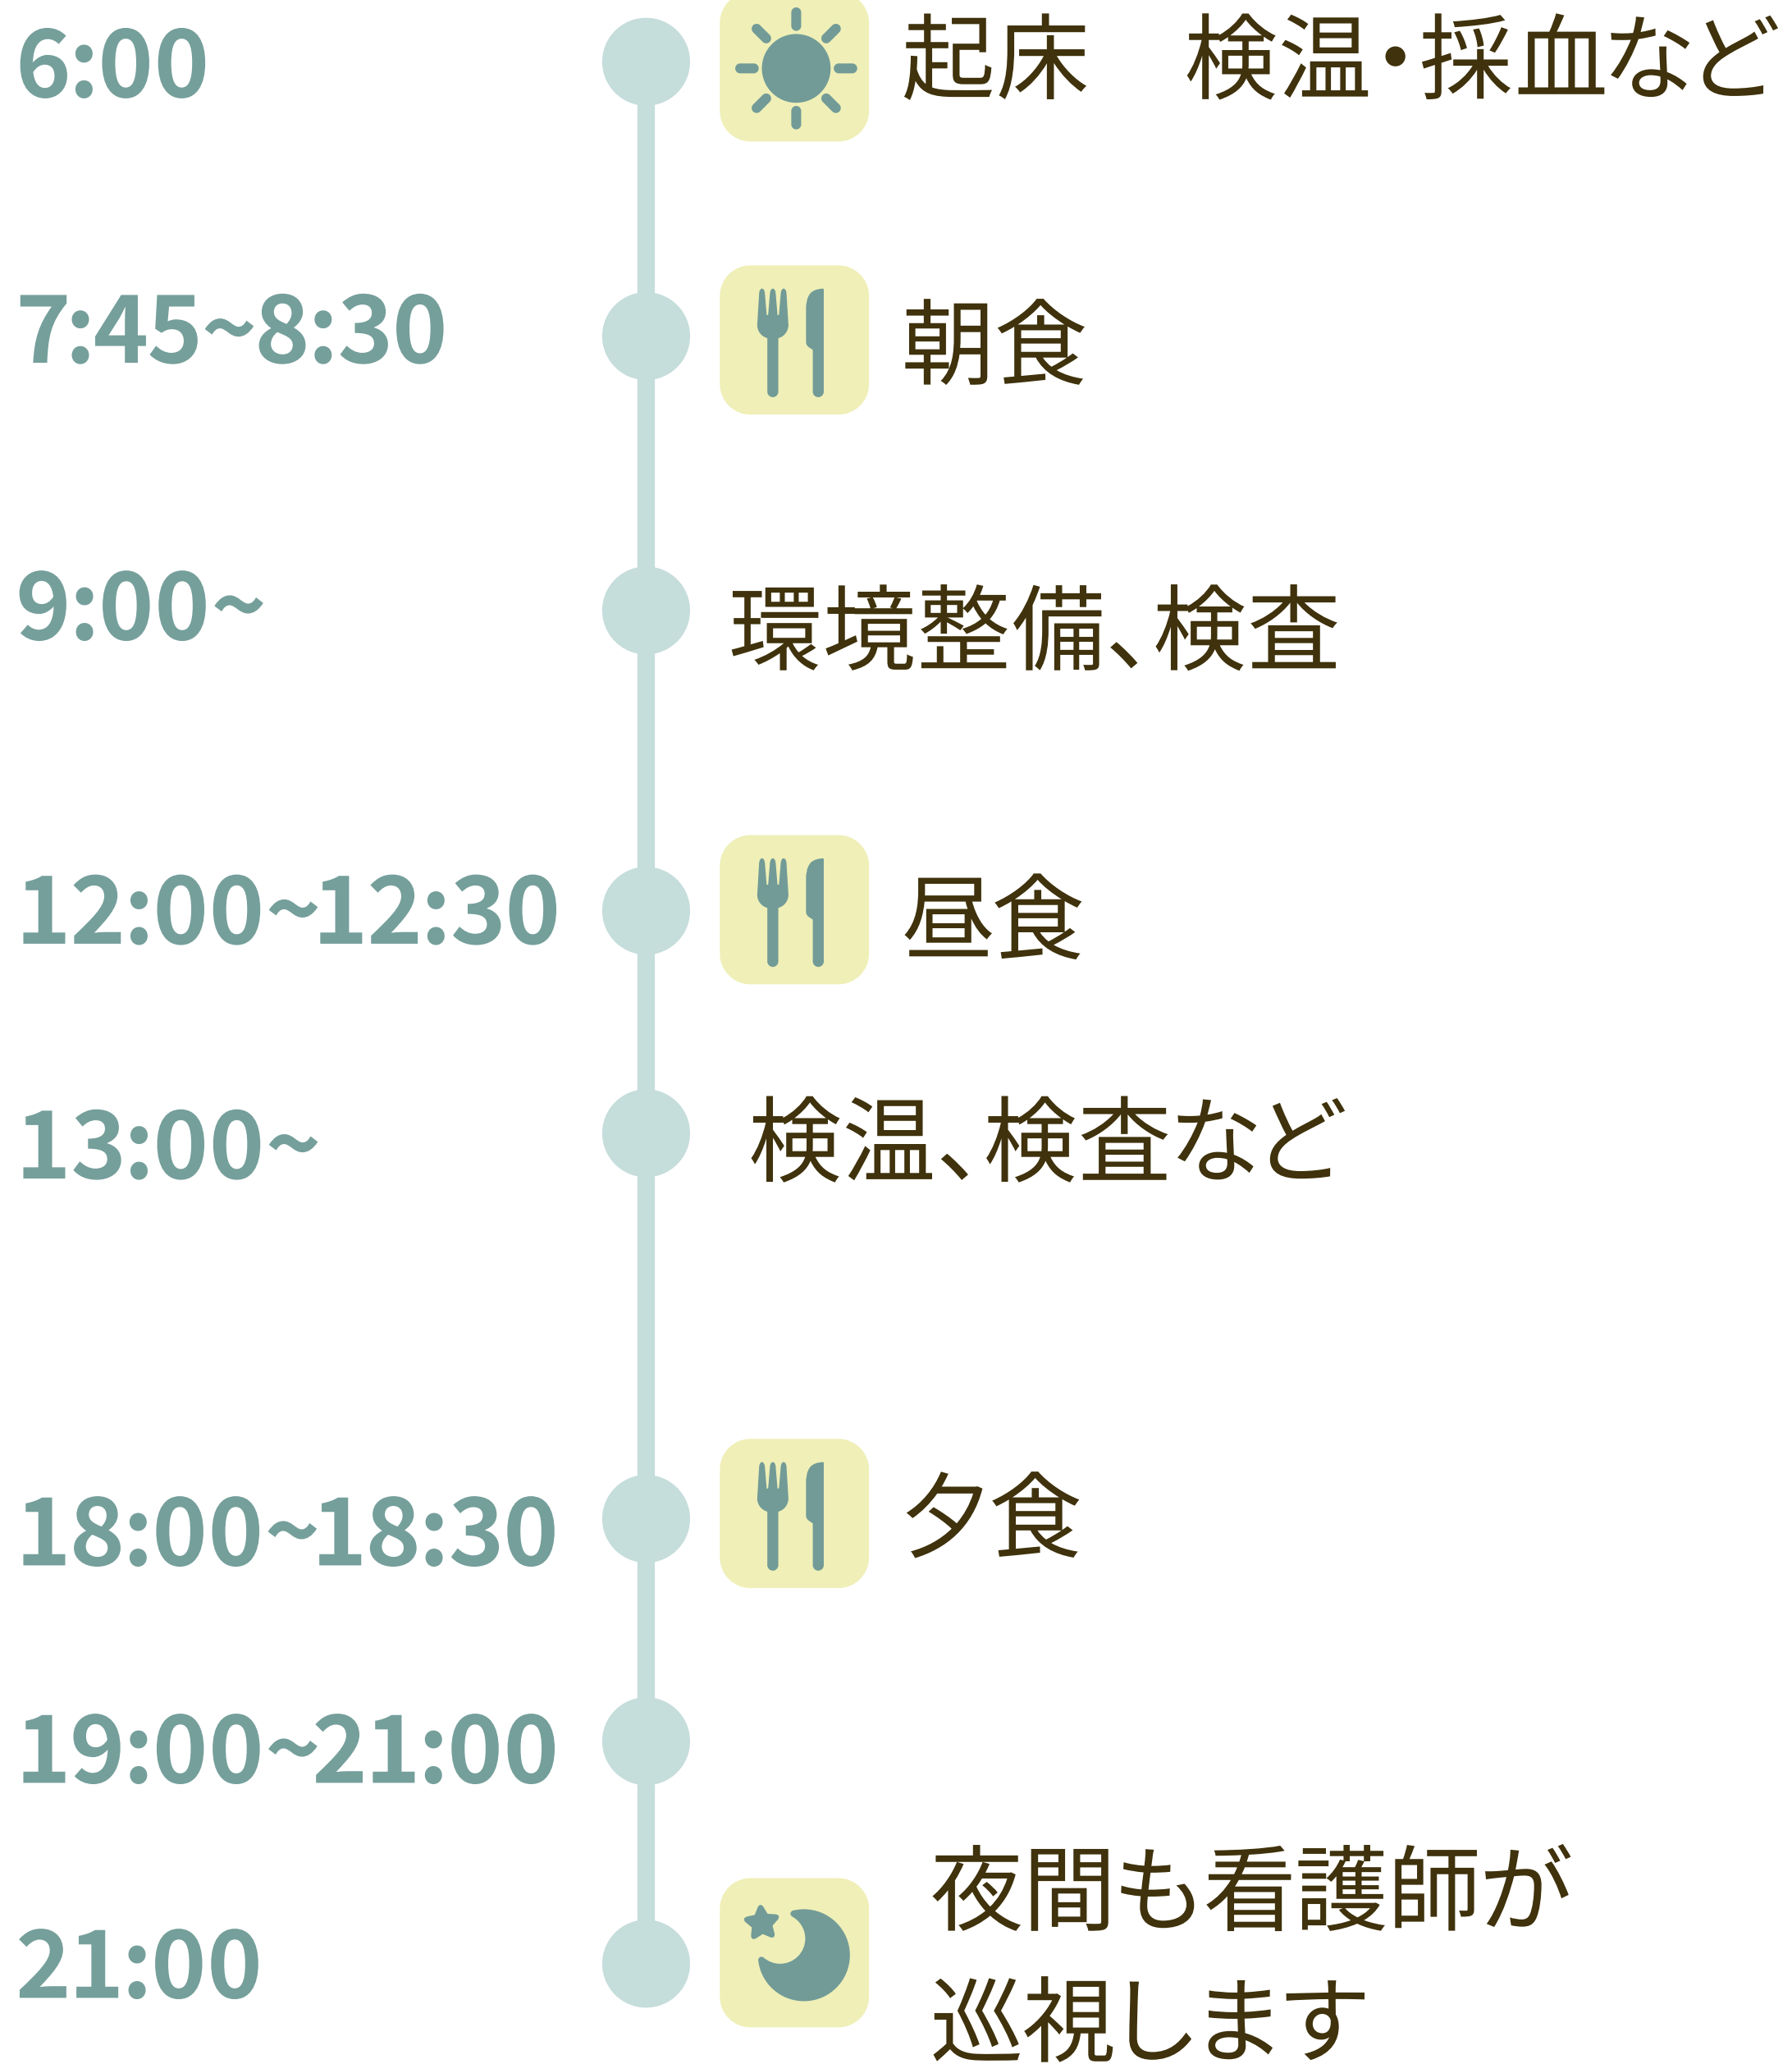 6:00 起床 検温・採血など
7:45~8:30 朝食
9:00~ 環境整備、検査
12:00~12:30 昼食
13:00~ 検温、検査など
18:00~18:30 夕食
19:00~21:00
夜間も看護師が
21:00
巡視します